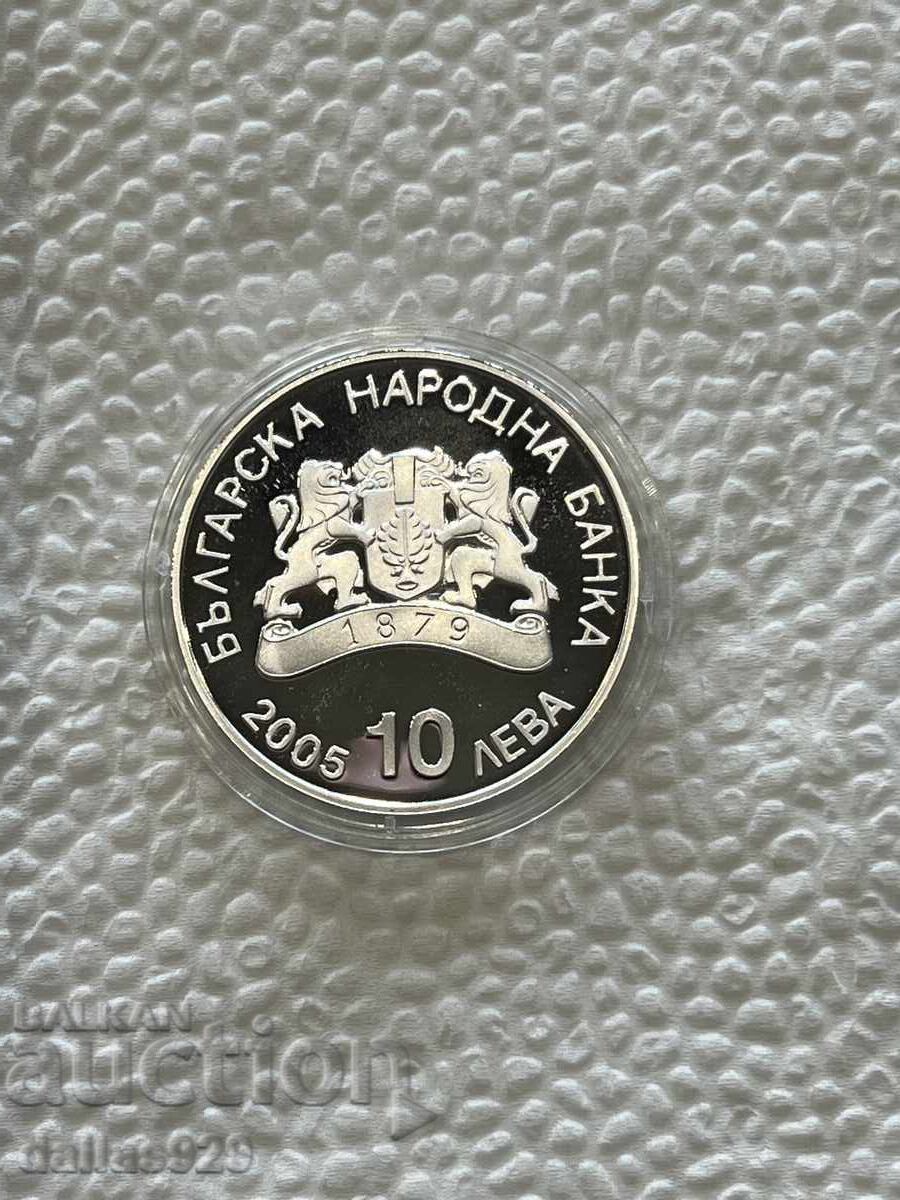 БЪЛГАРСКА НАРОДНА БАНКА
1879
2005 10 ЛЕВА
BALKAN
auction
dallas929